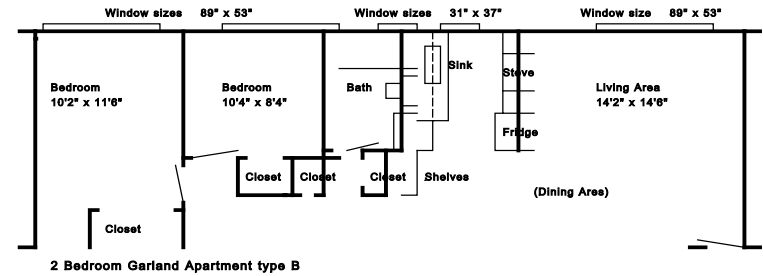 Window sizes 89" x 53" Window sizes 31" x 37" Window size 89" x 53"
Sink
Stove
Bedroom
10'2" x 11'6"
Bedroom
10'4" x 8'4"
Bath
Living Area
14'2" x 14'6"
Fridge
Closet
Closet
Closet
Shelves
(Dining Area)
Closet
2 Bedroom Garland Apartment type B